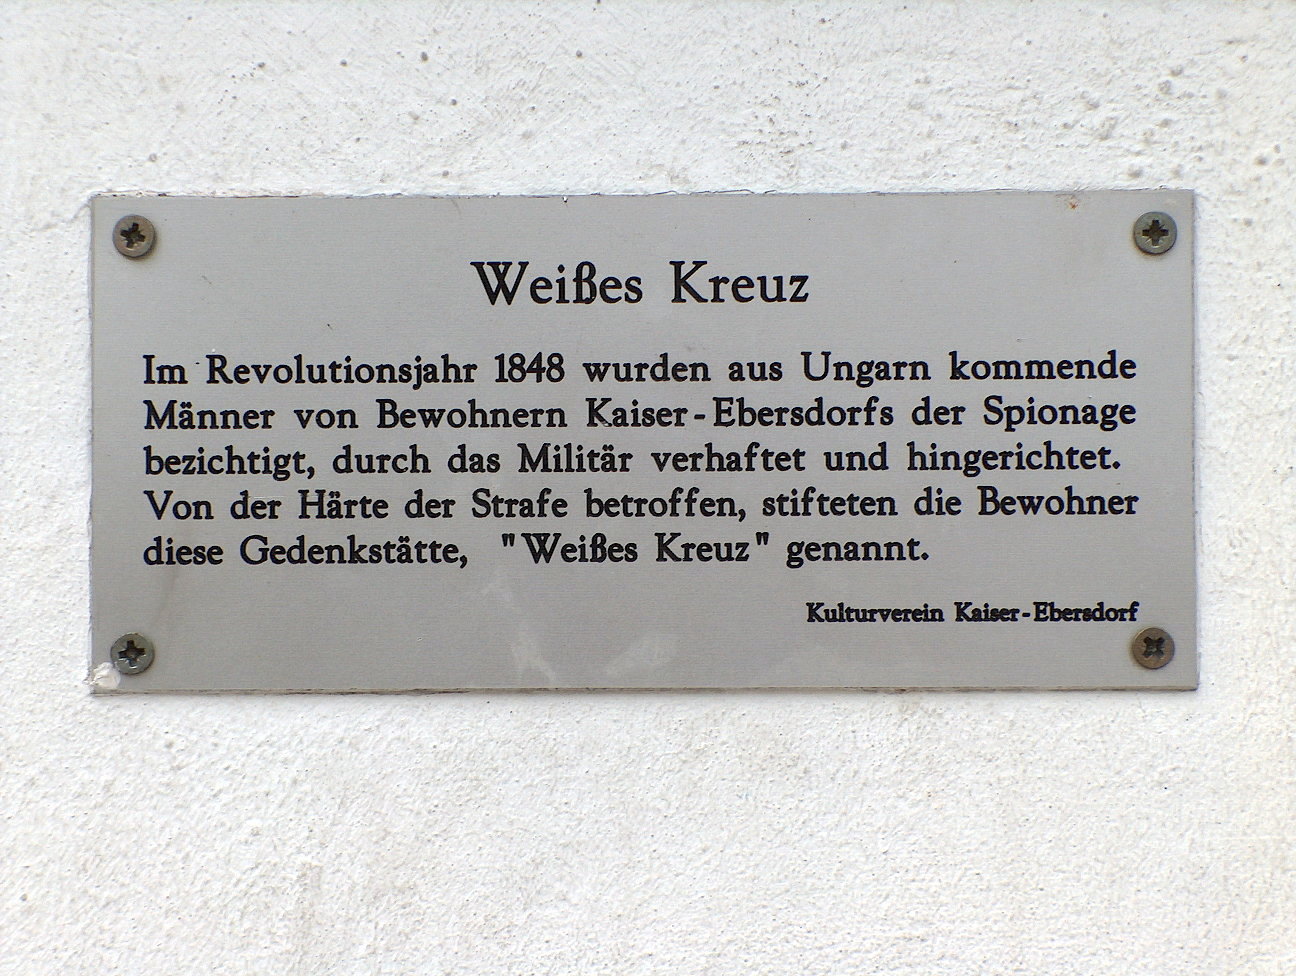 Weißes Kreuz
Im Revolutionsjahr 1848 wurden aus Ungarn kommende
Männer von Bewohnern Kaiser-Ebersdorfs der Spionage
bezichtigt, durch das Militär verhaftet und hingerichtet.
Von der Härte der Strafe betroffen, stifteten die Bewohner
diese Gedenkstätte, "Weißes Kreuz" genannt.
Kulturverein Kaiser-Ebersdorf